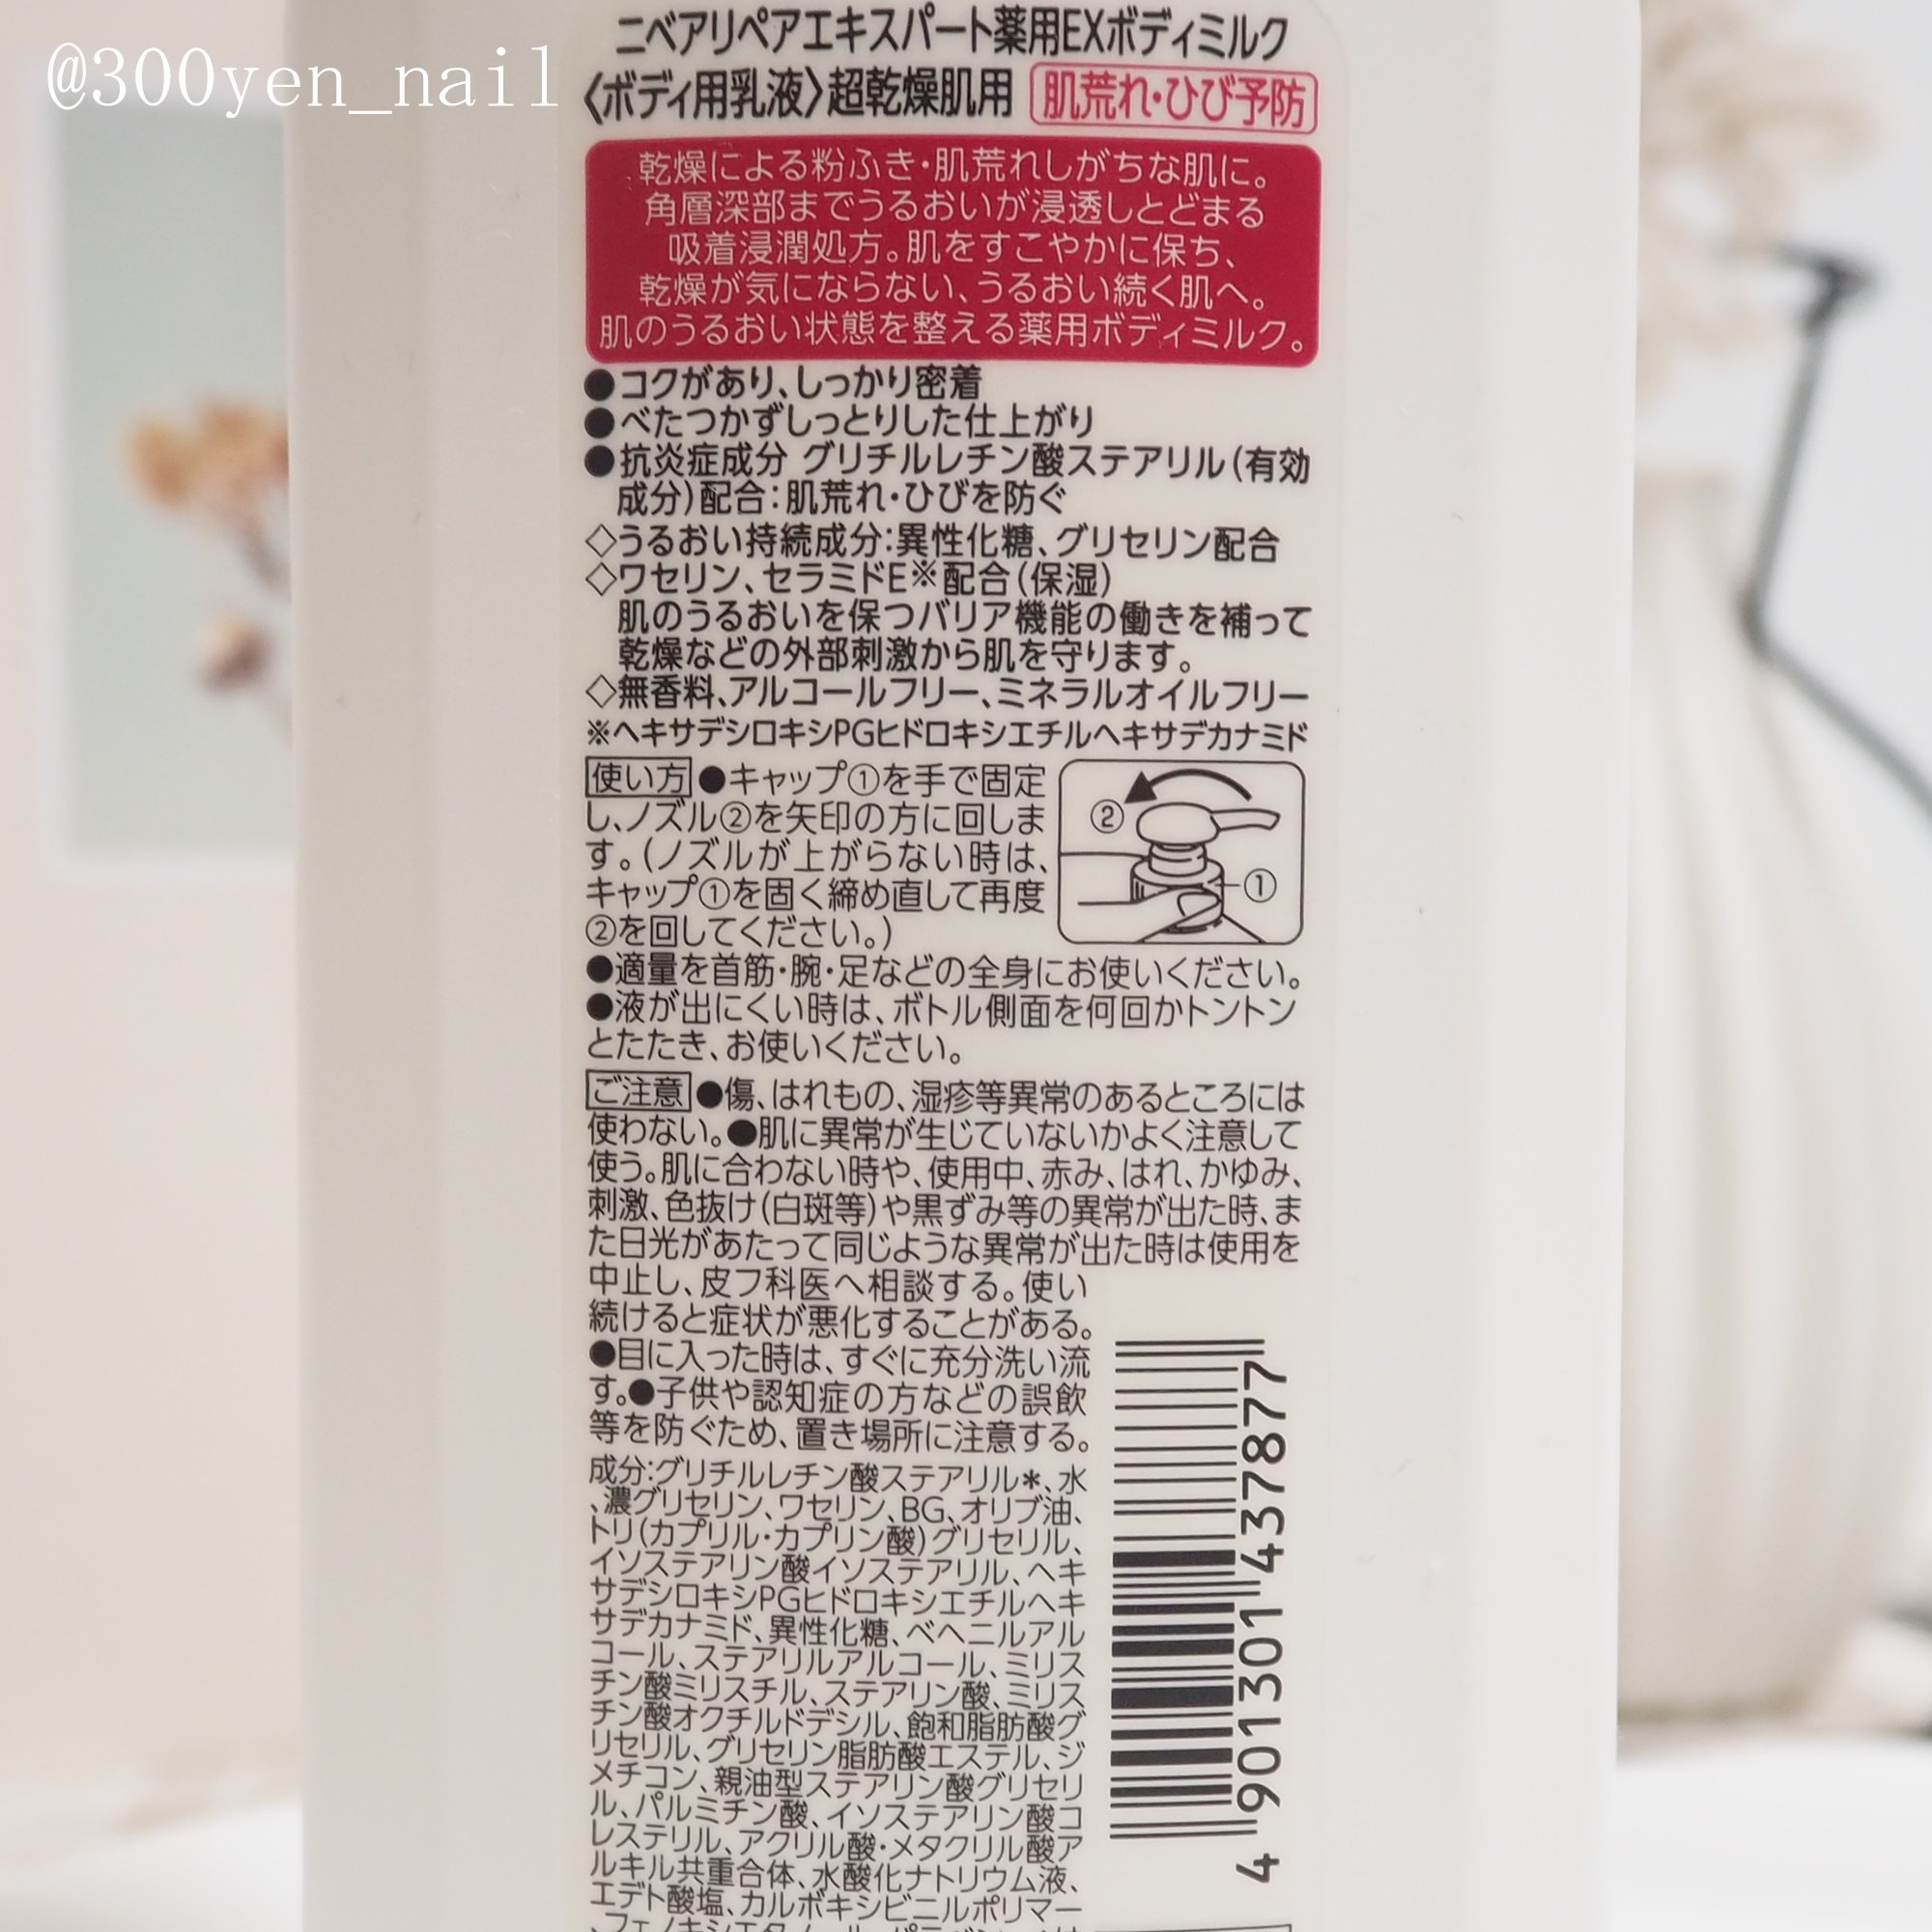 @300yen_nail
ニベアリペアエキスパート薬用EXボディミルク
〈ボディ用乳液〉超乾燥肌用 肌荒れ・ひび予防
乾燥による粉ふき・肌荒れしがちな肌に。
角層深部までうるおいが浸透しとどまる
吸着浸潤処方。肌をすこやかに保ち、
乾燥が気にならない、うるおい続く肌へ。
肌のうるおい状態を整える薬用ボディミルク。
●コクがあり、しっかり密着
●べたつかずしっとりした仕上がり
●抗炎症成分 グリチルレチン酸ステアリル(有効
成分)配合:肌荒れ・ひびを防ぐ
◇うるおい持続成分:異性化糖、グリセリン配合
◇ワセリン、セラミドE※配合(保湿)
肌のうるおいを保つバリア機能の働きを補って
乾燥などの外部刺激から肌を守ります。
◇無香料、アルコールフリー、ミネラルオイルフリー
※ヘキサデシロキシPGヒドロキシエチルヘキサデカナミド
使い方 ●キャップ①を手で固定
し、ノズル②を矢印の方に回しま
す。(ノズルが上がらない時は、
キャップ①を固く締め直して再度
②を回してください。)
②
①
●適量を首筋・腕・足などの全身にお使いください。
●液が出にくい時は、ボトル側面を何回かトントン
とたたき、お使いください。
ご注意 ●傷、はれもの、湿疹等異常のあるところには
使わない。●肌に異常が生じていないかよく注意して
使う。肌に合わない時や、使用中、赤み、はれ、かゆみ、
刺激、色抜け(白斑等)や黒ずみ等の異常が出た時、ま
た日光があたって同じような異常が出た時は使用を
中止し、皮フ科医へ相談する。使い
続けると症状が悪化することがある。
●目に入った時は、すぐに充分洗い流
す。●子供や認知症の方などの誤飲
等を防ぐため、置き場所に注意する。
成分:グリチルレチン酸ステアリル*、水
、濃グリセリン、ワセリン、BG、オリブ油、
トリ(カプリル・カプリン酸)グリセリル、
イソステアリン酸イソステアリル、ヘキ
サデシロキシPGヒドロキシエチルヘキ
サデカナミド、異性化糖、ベヘニルアル
コール、ステアリルアルコール、ミリス
チン酸ミリスチル、ステアリン酸、ミリス
チン酸オクチルドデシル、飽和脂肪酸グ
リセリル、グリセリン脂肪酸エステル、ジ
メチコン、親油型ステアリン酸グリセリ
ル、パルミチン酸、イソステアリン酸コ
レステリル、アクリル酸・メタクリル酸ア
ルキル共重合体、水酸化ナトリウム液、
エデト酸塩、カルボキシビニルポリマー
4 901301 437877